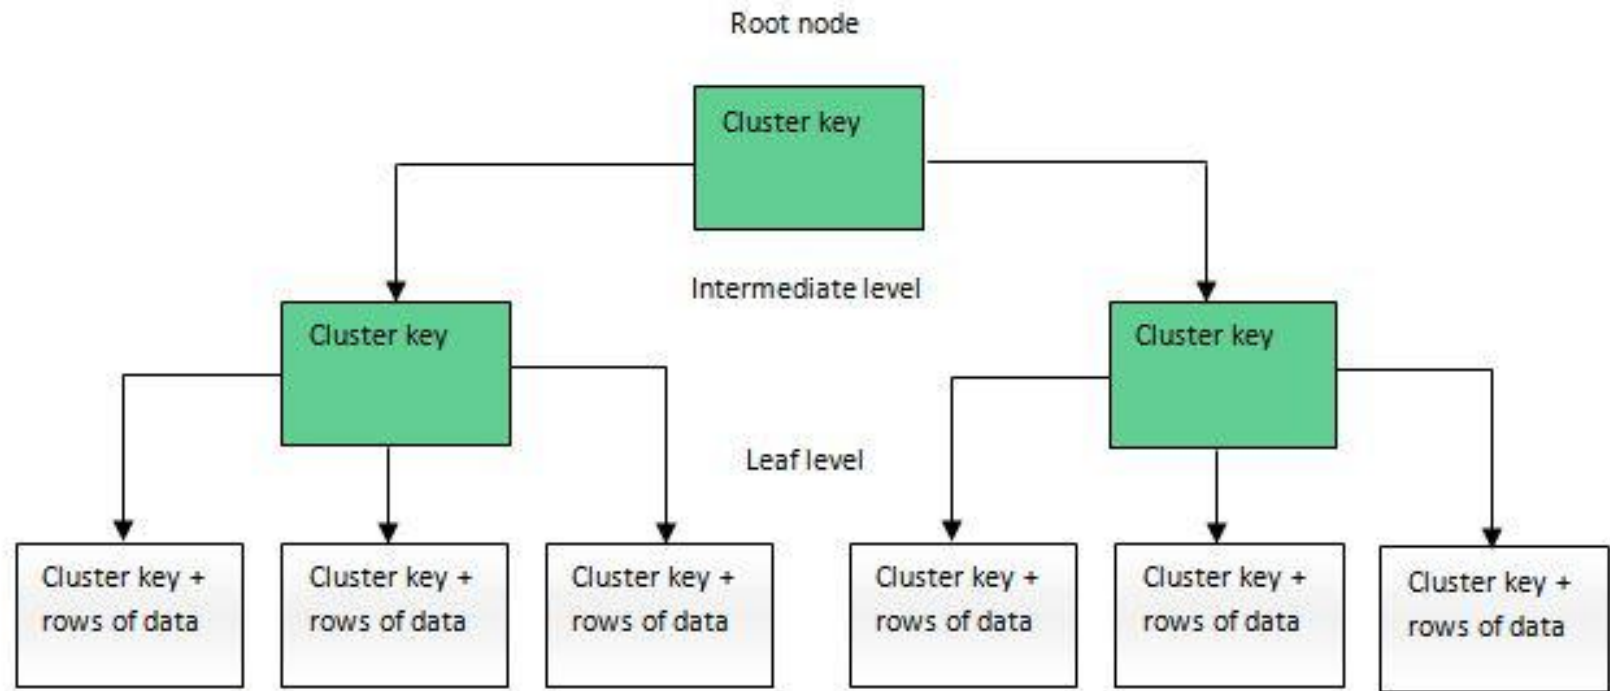 Root node
Cluster key
Intermediate level
Cluster key
Cluster key
Leaf level
Cluster key +
rows of data
Cluster key +
rows of data
Cluster key +
rows of data
Cluster key +
rows of data
Cluster key +
rows of data
Cluster key +
rows of data